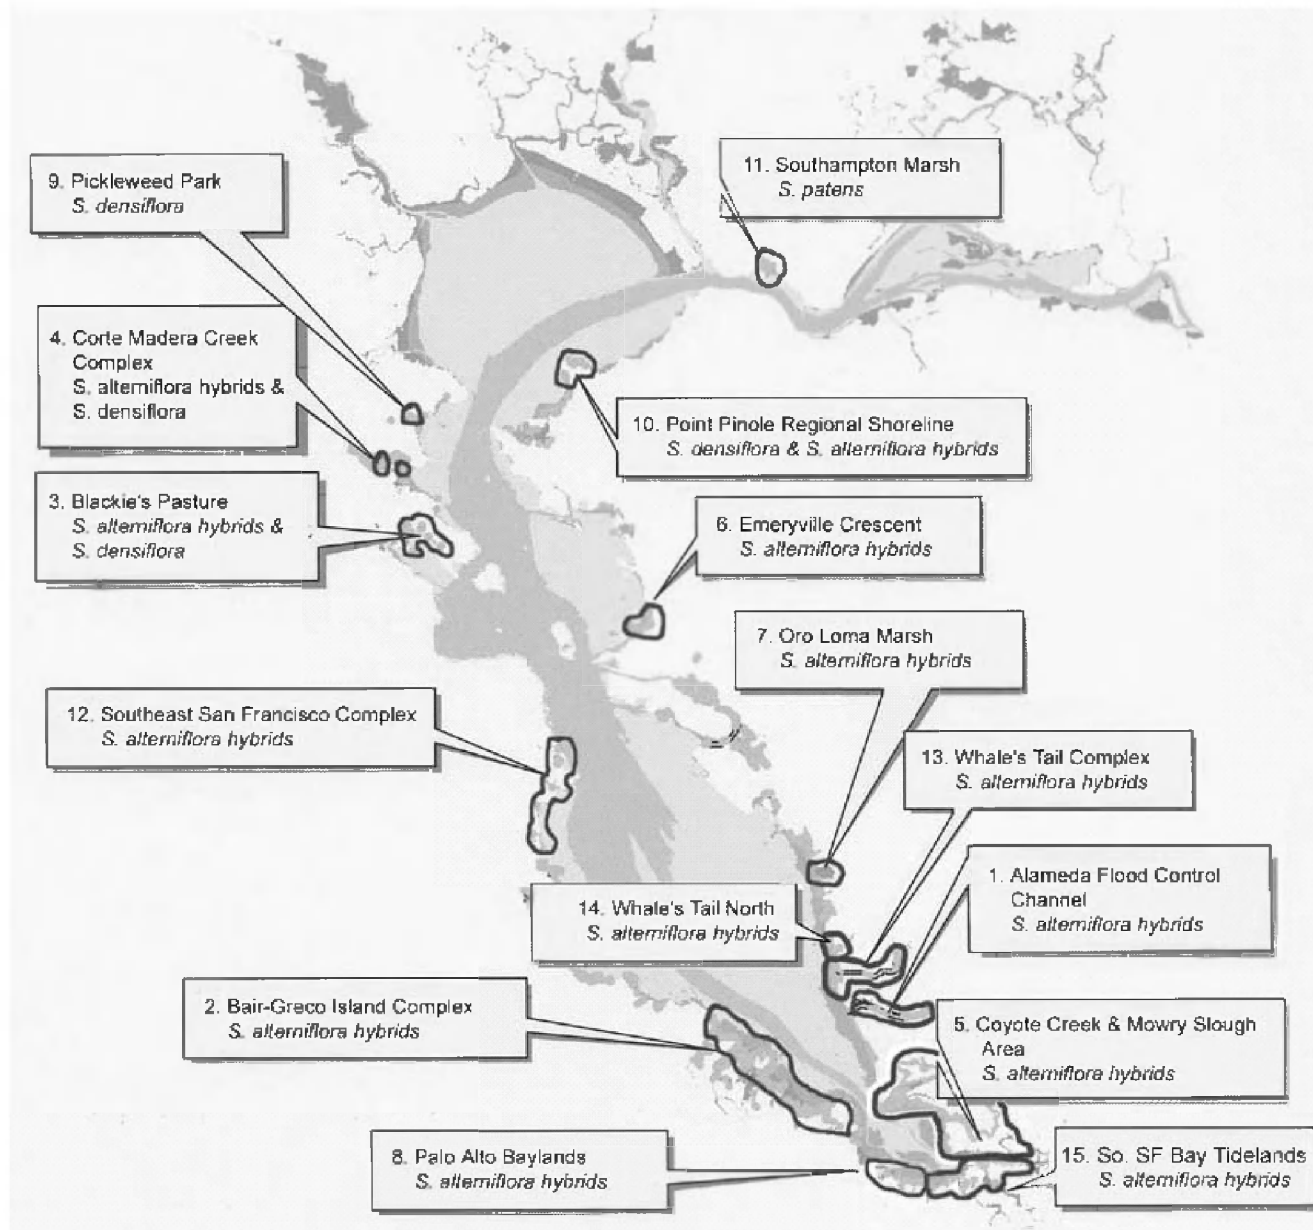 11. Southampton Marsh
S. patens
9. Pickleweed Park
S. densiflora
4. Corte Madera Creek
Complex
S. alterniflora hybrids &
S. densiflora
10. Point Pinole Regional Shoreline
S. densiflora & S. alterniflora hybrids
3. Blackie's Pasture
S. alterniflora hybrids &
S. densiflora
6. Emeryville Crescent
S. alterniflora hybrids
7. Oro Loma Marsh
S. alterniflora hybrids
12. Southeast San Francisco Complex
S. alterniflora hybrids
13. Whale's Tail Complex
S. alterniflora hybrids
1. Alameda Flood Control
Channel
S. alterniflora hybrids
14. Whale's Tail North
S. alterniflora hybrids
2. Bair-Greco Island Complex
S. alterniflora hybrids
5. Coyote Creek & Mowry Slough
Area
S. alterniflora hybrids
8. Palo Alto Baylands
S. alterniflora hybrids
15. So. SF Bay Tidelands
S. alterniflora hybrids